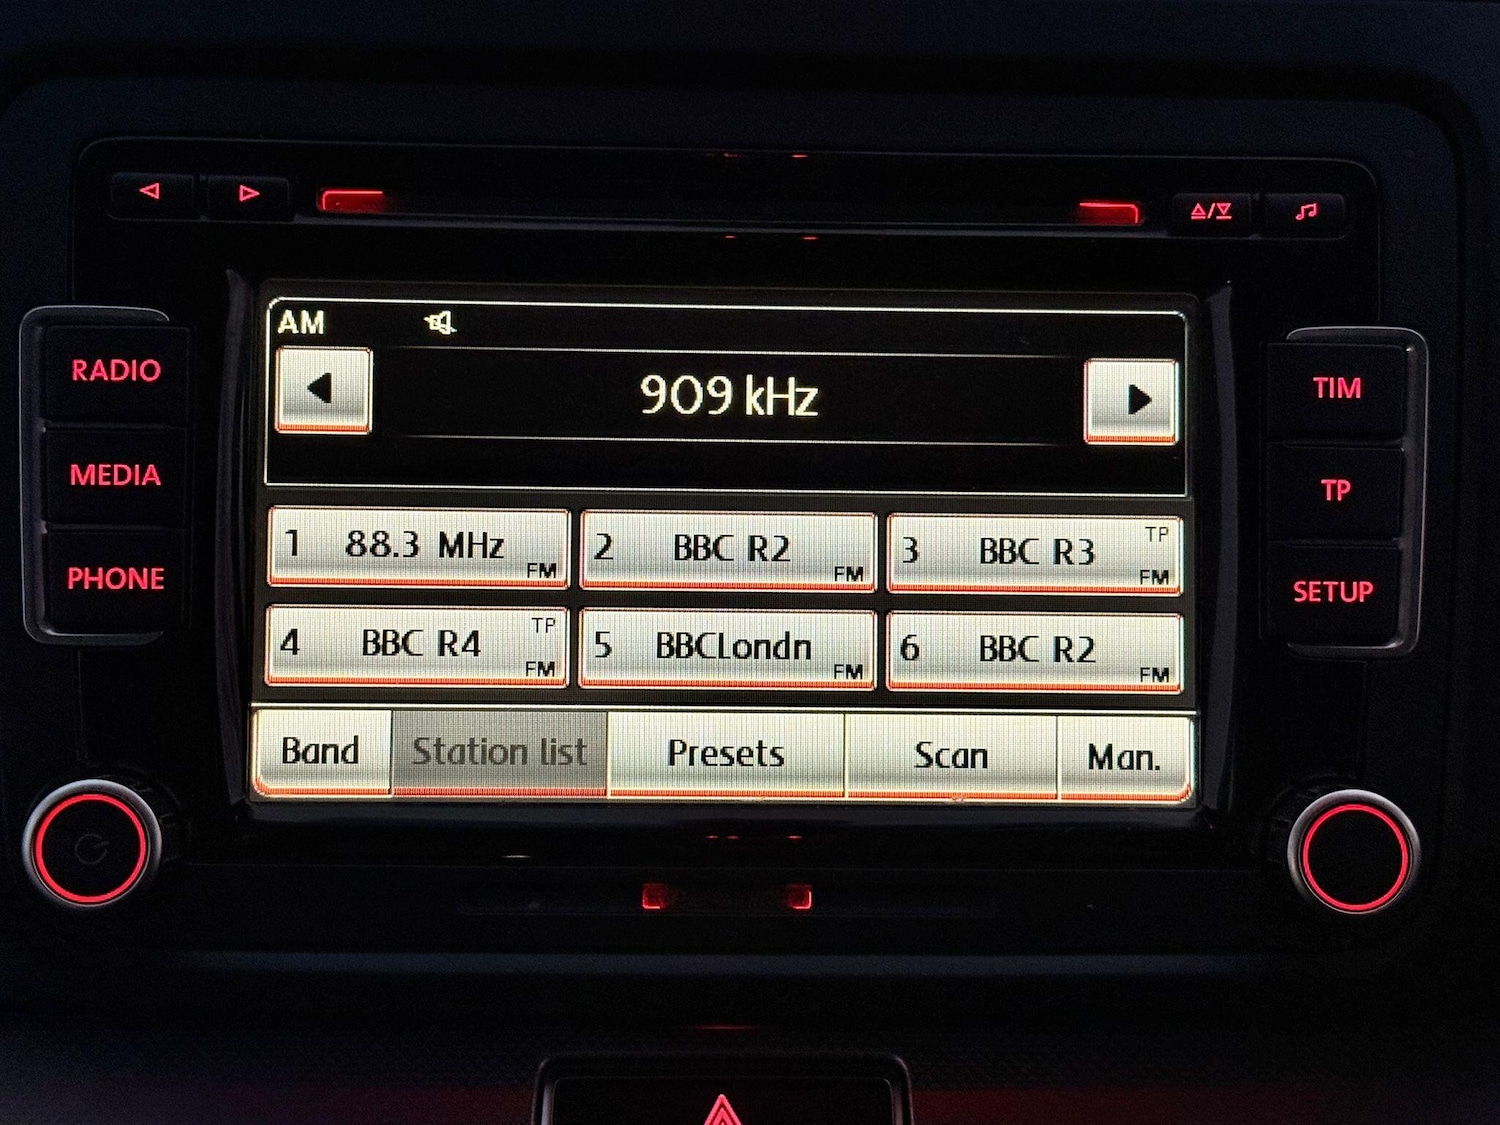 RADIO
MEDIA
PHONE
AM
909 kHz
1 88.3 MHz FM
2 BBC R2 FM
3 BBC R3 TP FM
4 BBC R4 TP FM
5 BBCLondn FM
6 BBC R2 FM
Band Station list Presets Scan Man.
TIM
TP
SETUP